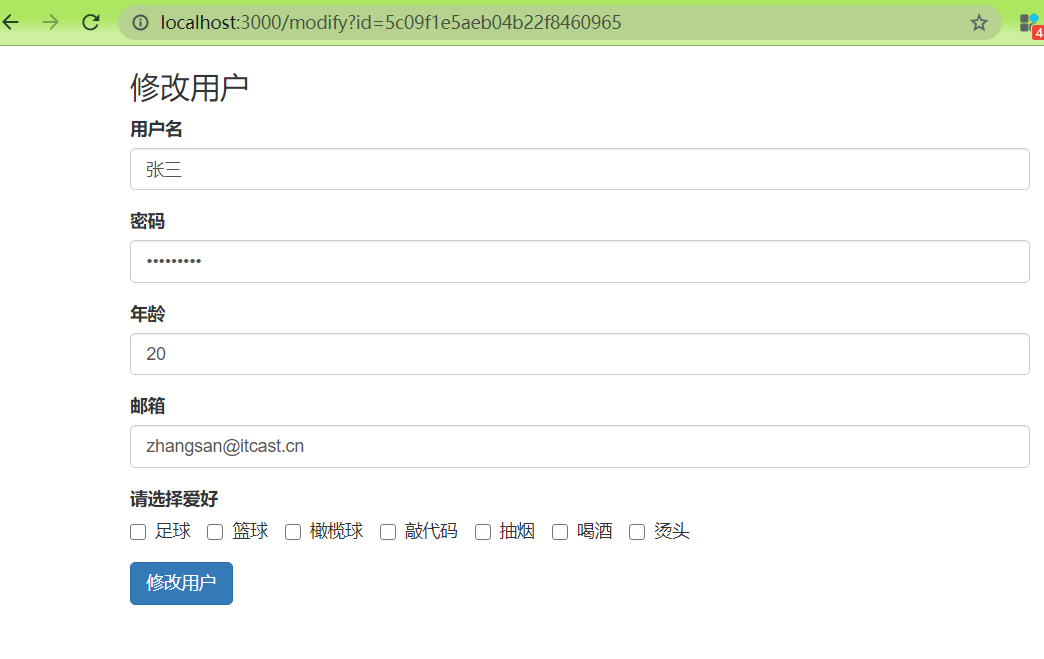 localhost:3000/modify?id=5c09f1e5aeb04b22f8460965
4
修改用户
用户名
张三
密码
•••••••••
年龄
20
邮箱
zhangsan@itcast.cn
请选择爱好
足球 篮球 橄榄球 敲代码 抽烟 喝酒 烫头
修改用户